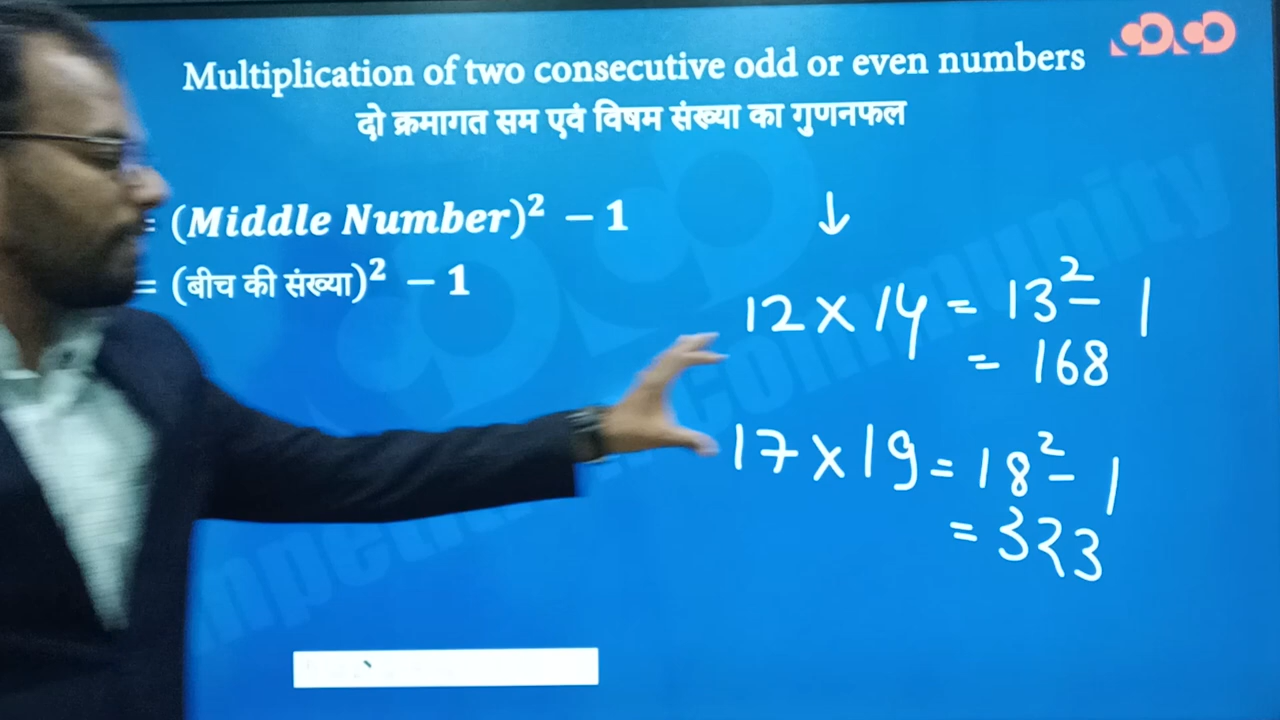 Multiplication of two consecutive odd or even numbers
दो क्रमागत सम एवं विषम संख्या का गुणनफल
= (Middle Number)² − 1
= (बीच की संख्या)² − 1
↓
12 × 14 = 13² − 1
= 168
17 × 19 = 18² − 1
= 323